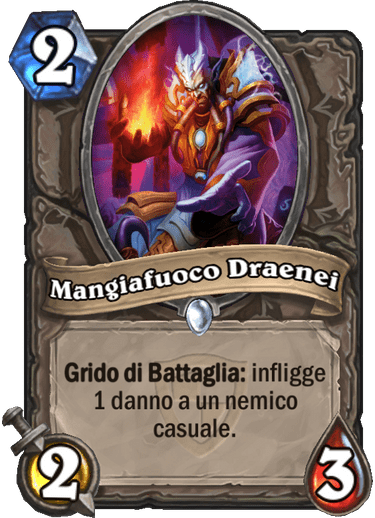 2
Mangiafuoco Draenei
Grido di Battaglia: infligge
1 danno a un nemico
casuale.
2
3